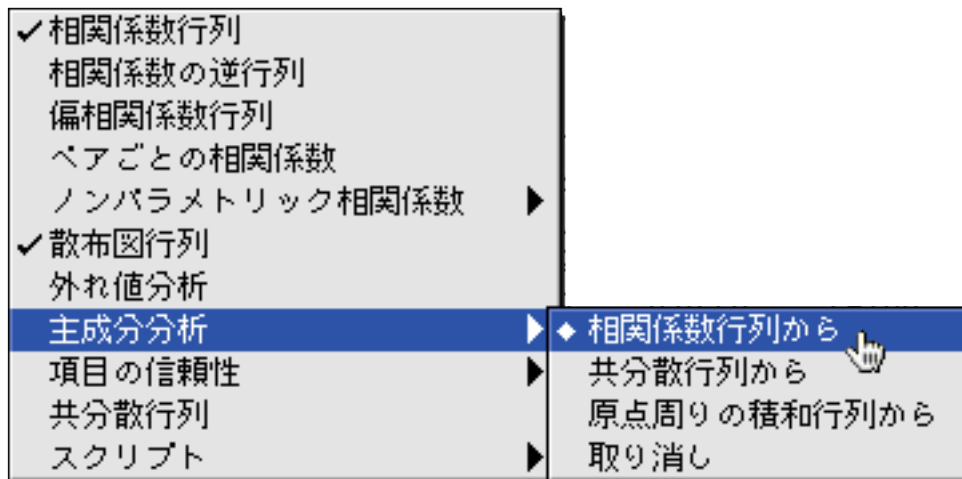 ✓相関係数行列
相関係数の逆行列
偏相関係数行列
ペアごとの相関係数
ノンパラメトリック相関係数 ▶
✓散布図行列
外れ値分析
主成分分析 ▶
◆ 相関係数行列から
項目の信頼性 ▶
共分散行列から
共分散行列
原点周りの積和行列から
スクリプト ▶
取り消し